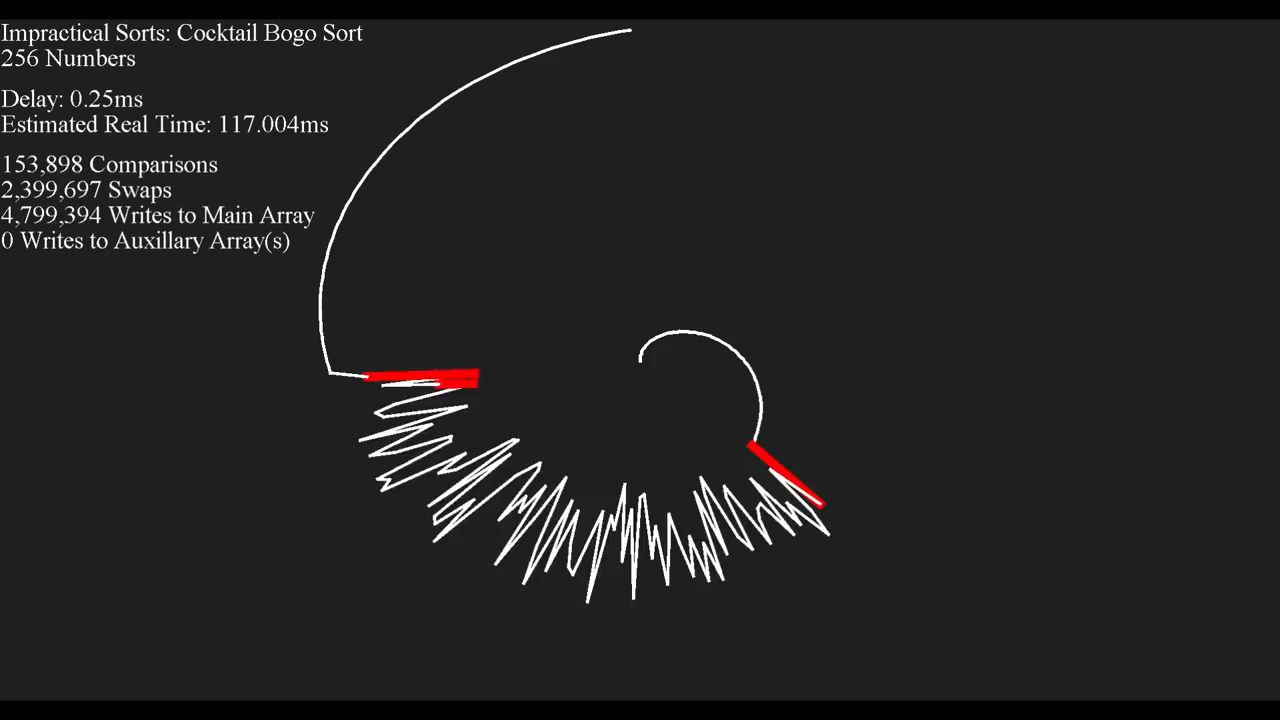 Impractical Sorts: Cocktail Bogo Sort
256 Numbers
Delay: 0.25ms
Estimated Real Time: 117.004ms
153,898 Comparisons
2,399,697 Swaps
4,799,394 Writes to Main Array
0 Writes to Auxillary Array(s)